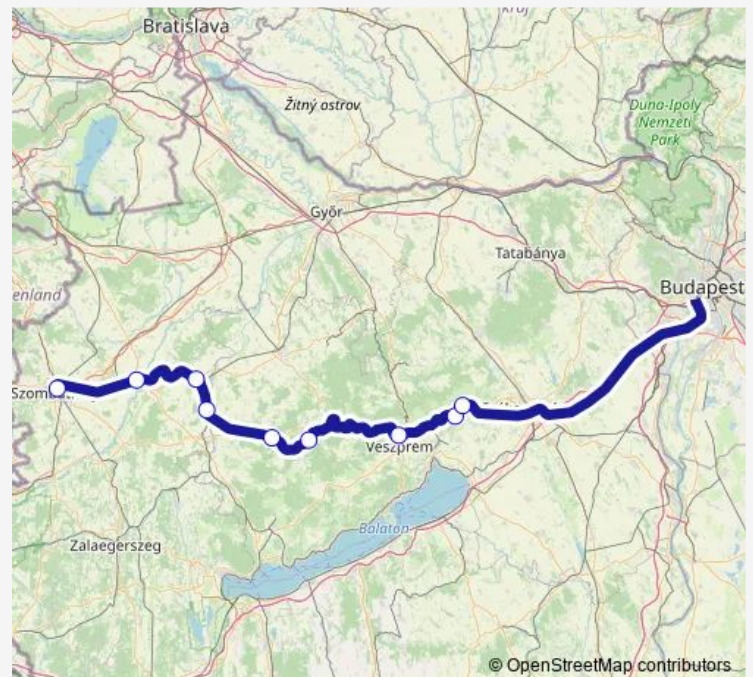 Bratislava
Žitný ostrov
Duna-Ipoly
Nemzeti
Park
Győr
Tatabánya
Budapest
enland
Veszprém
Balaton
Zalaegerszeg
© OpenStreetMap contributors